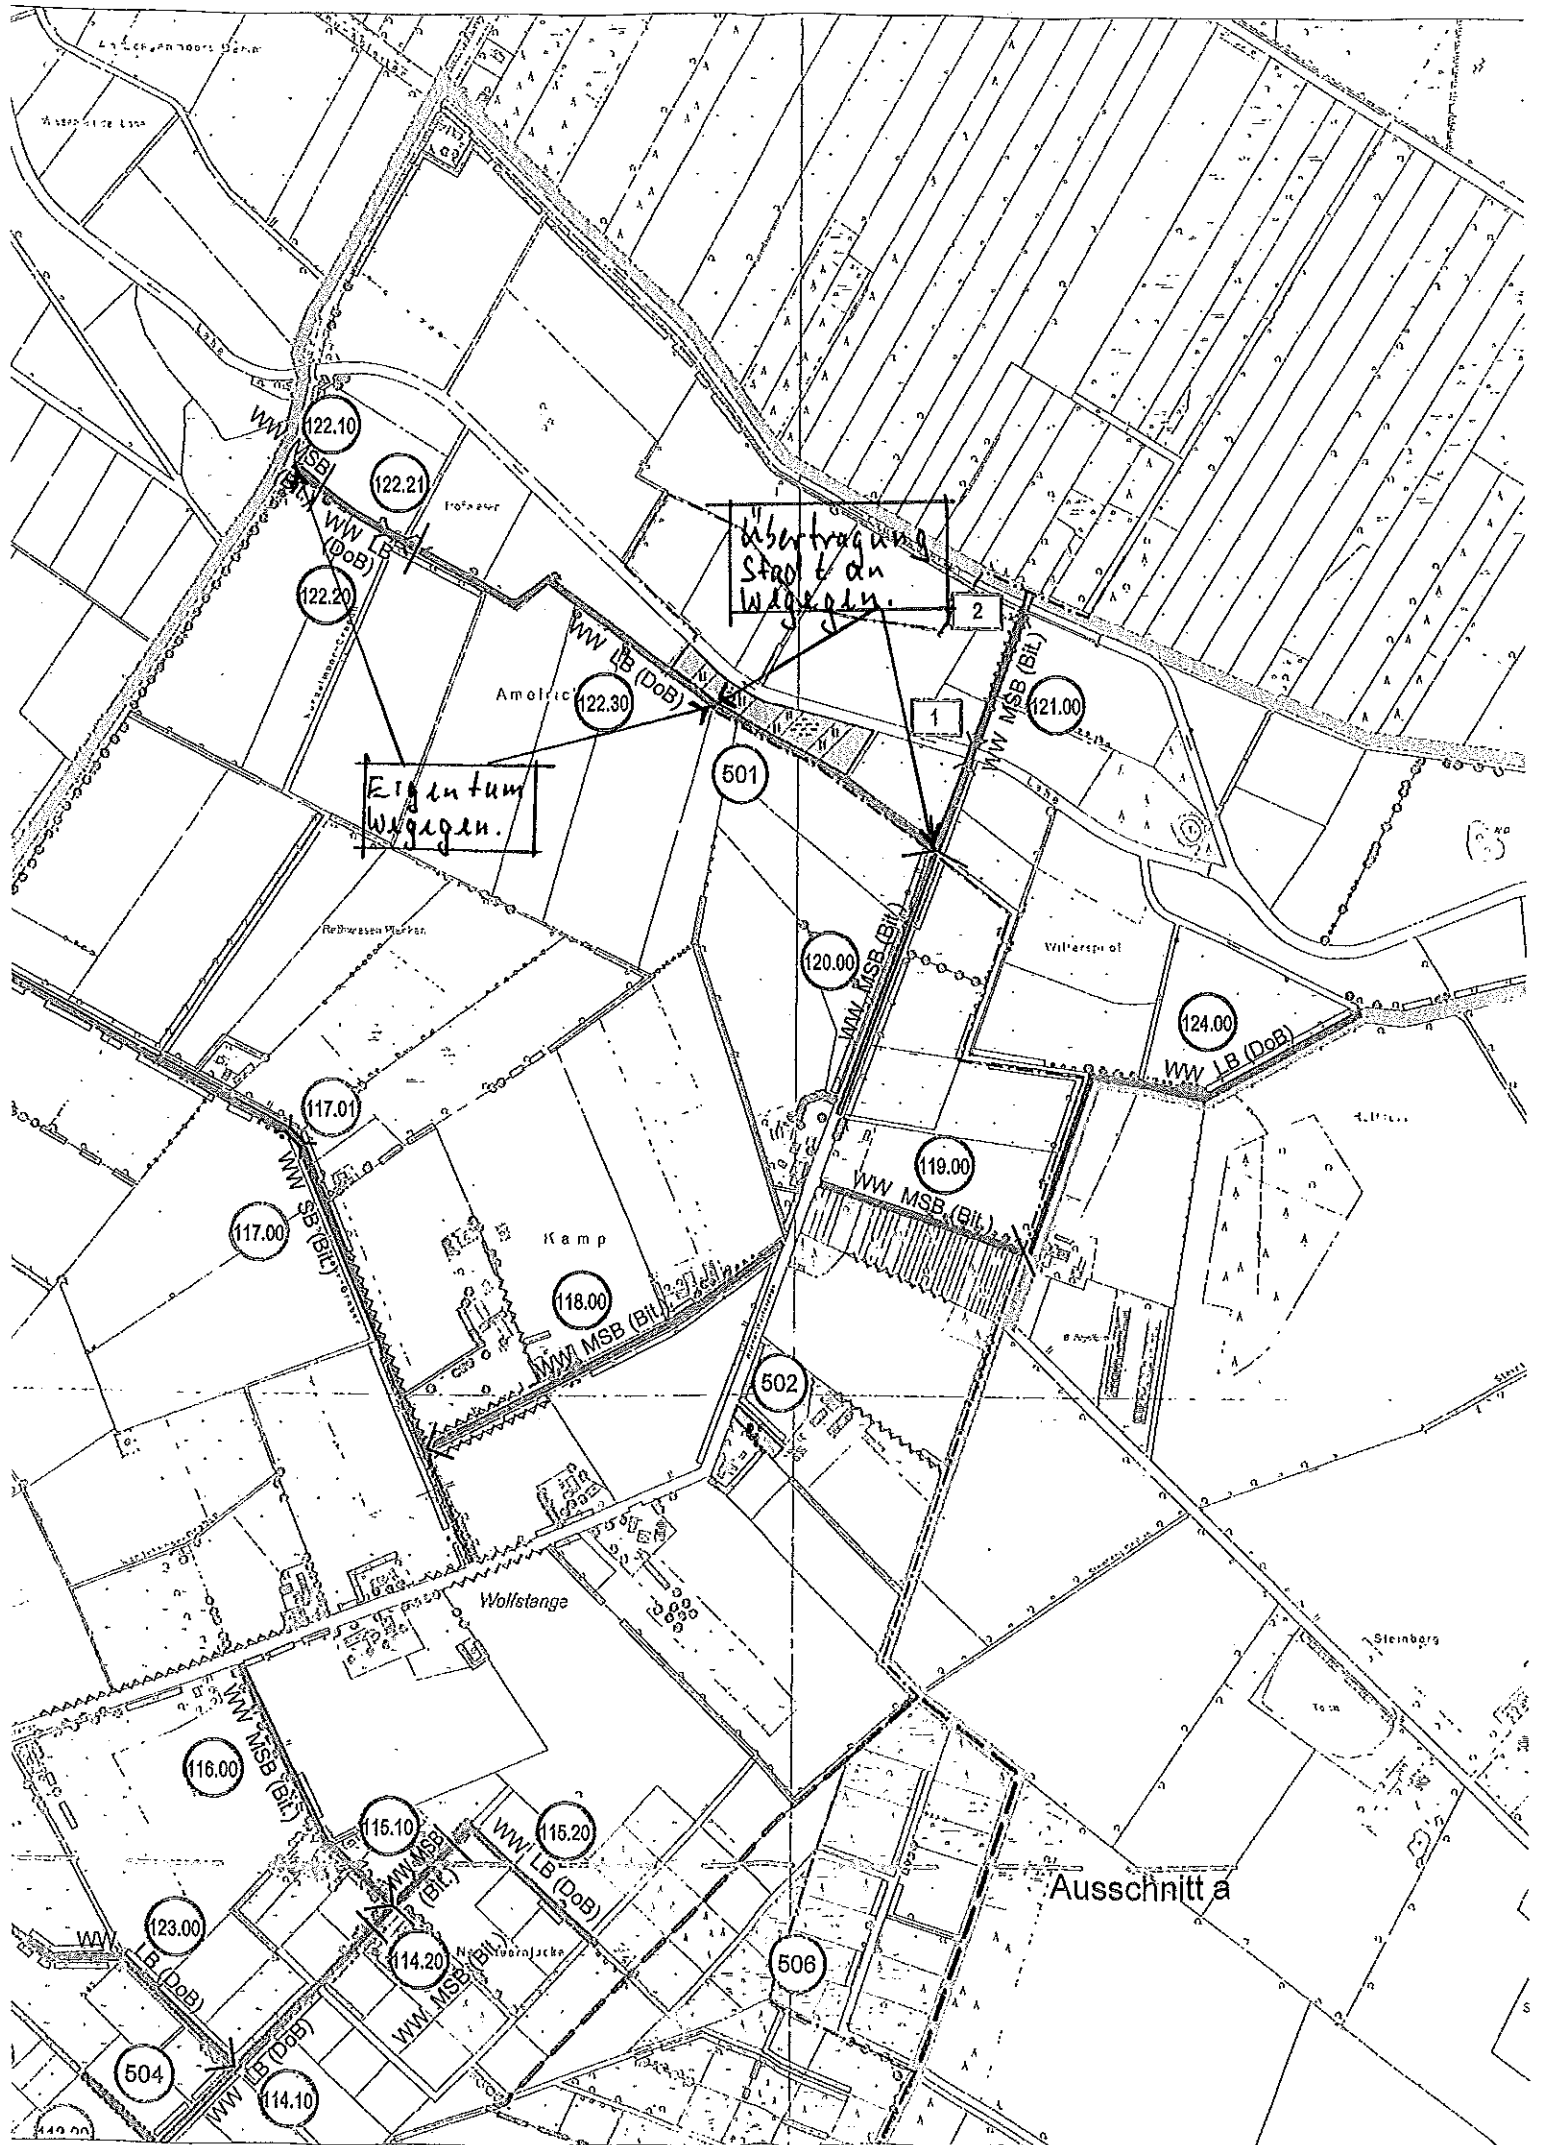 Lahe
122.10
WW MSB
(Bit.)
122.21
WW LB
(DoB)
122.20
Übertragung
Stadt an
Wegegen.
2
WW MSB (Bit.)
121.00
1
WW LB (DoB)
122.30
501
Eigentum
Wegegen.
Lahe
120.00
WW MSB (Bit.)
124.00
WW LB (DoB)
117.01
WW SB (Bit.)
117.00
119.00
WW MSB (Bit.)
Kamp
118.00
WW MSB (Bit.)
502
Wolfstange
Steinberg
WW MSB (Bit.)
116.00
115.10
WW MSB
(Bit.)
115.20
WW LB (DoB)
Ausschnitt a
123.00
WW
LB (DoB)
114.20
WW MSB (Bit.)
506
504
WW LB (DoB)
114.10